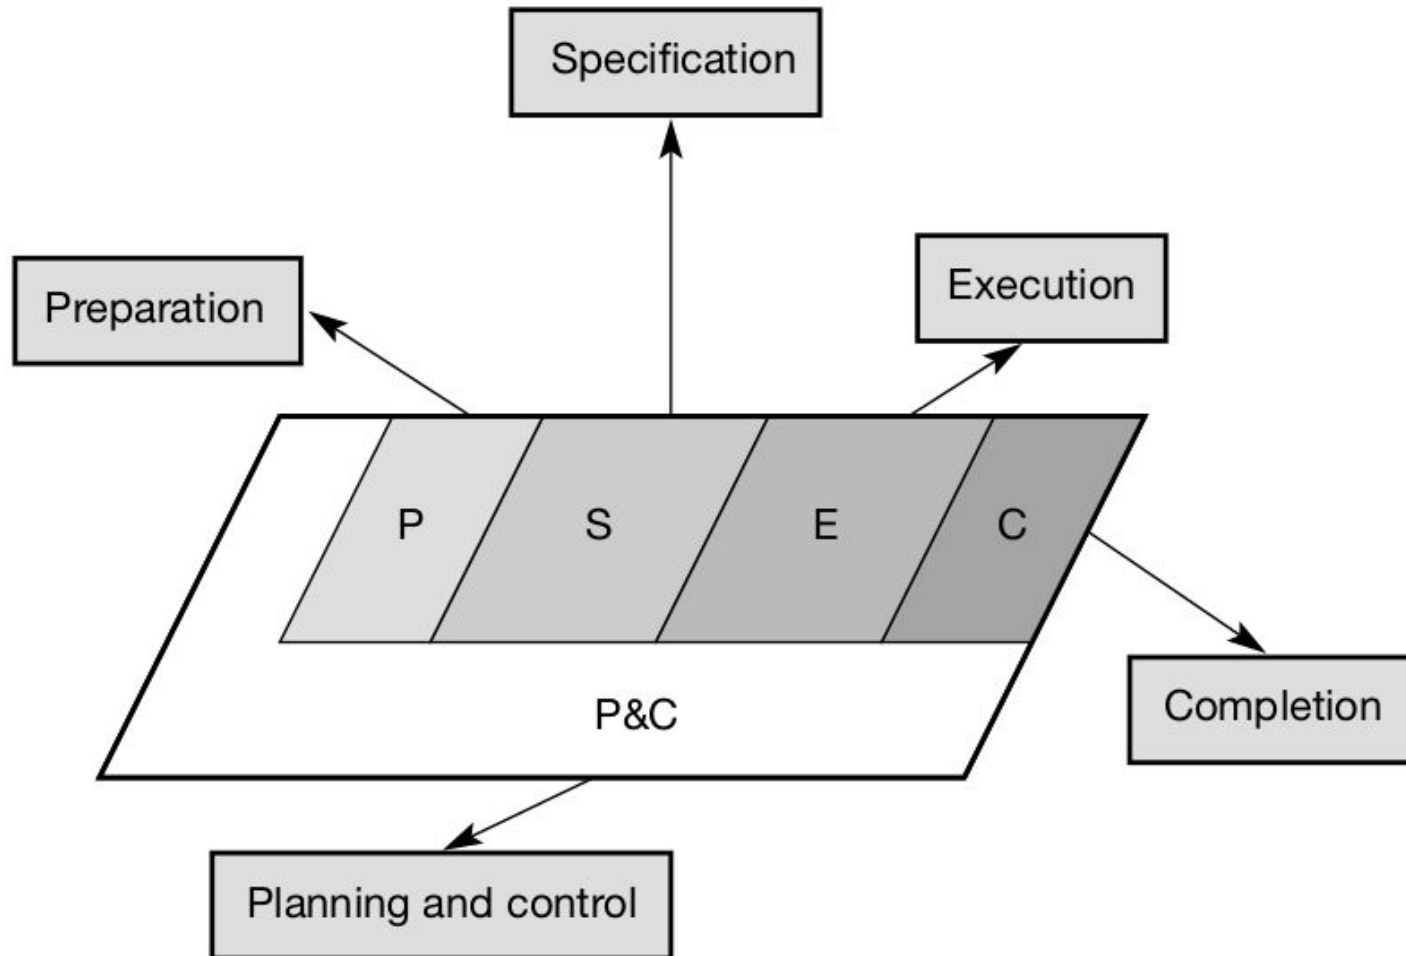 Specification
Execution
Preparation
P
S
E
C
P&C
Completion
Planning and control